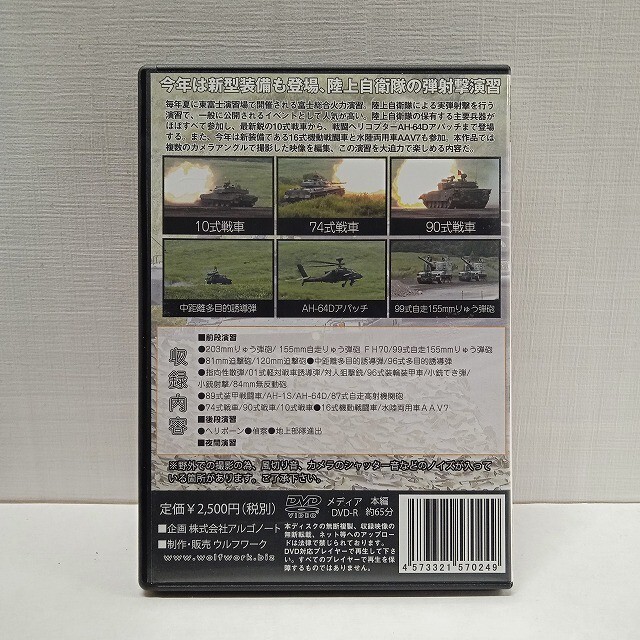 今年は新型装備も登場、陸上自衛隊の弾射撃演習
毎年夏に東富士演習場で開催される富士総合火力演習。陸上自衛隊による実弾射撃を行う
演習で、一般に公開されるイベントとして人気が高い。陸上自衛隊の保有する主要兵器が
ほぼすべて参加し、最新鋭の10式戦車から、戦闘ヘリコプターAH-64Dアパッチまで登場
する。また、今年は新装備である16式機動戦闘車と水陸両用車AAV7も参加。本作品では
複数のカメラアングルで撮影した映像を編集、この演習を大迫力で楽しめる内容だ。
10式戦車
74式戦車
90式戦車
中距離多目的誘導弾
AH-64Dアパッチ
99式自走155mmりゅう弾砲
収録内容
■前段演習
●203mmりゅう弾砲/155mm自走りゅう弾砲 FH70/99式自走155mmりゅう弾砲
●81mm迫撃砲/120mm迫撃砲●中距離多目的誘導弾/96式多目的誘導弾
●指向性散弾/01式軽対戦車誘導弾/対人狙撃銃/96式装輪装甲車/小銃てき弾/
小銃射撃/84mm無反動砲
●89式装甲戦闘車/AH-1S/AH-64D/87式自走高射機関砲
●74式戦車/90式戦車/10式戦車●16式機動戦闘車/水陸両用車AAV7
■後段演習
●ヘリボーン●偵察●地上部隊進出
■夜間演習
※野外での撮影の為、風切り音、カメラのシャッター音などのノイズが入って
いる箇所があります。ご了承下さい。
定価￥2,500円(税別)
■企画 株式会社アルゴノート
■制作・販売 ウルフワーク
www.wolfwork.biz
DVD
VIDEO
メディア
DVD-R
本編
約65分
本ディスクの無断複製、収録映像の
無断転載、ネット等へのアップロー
ドは法律で禁じられております。
DVD対応プレイヤーで再生して下さ
い。すべてのプレイヤーで再生を保
障するものではありません。
4 573321 570249